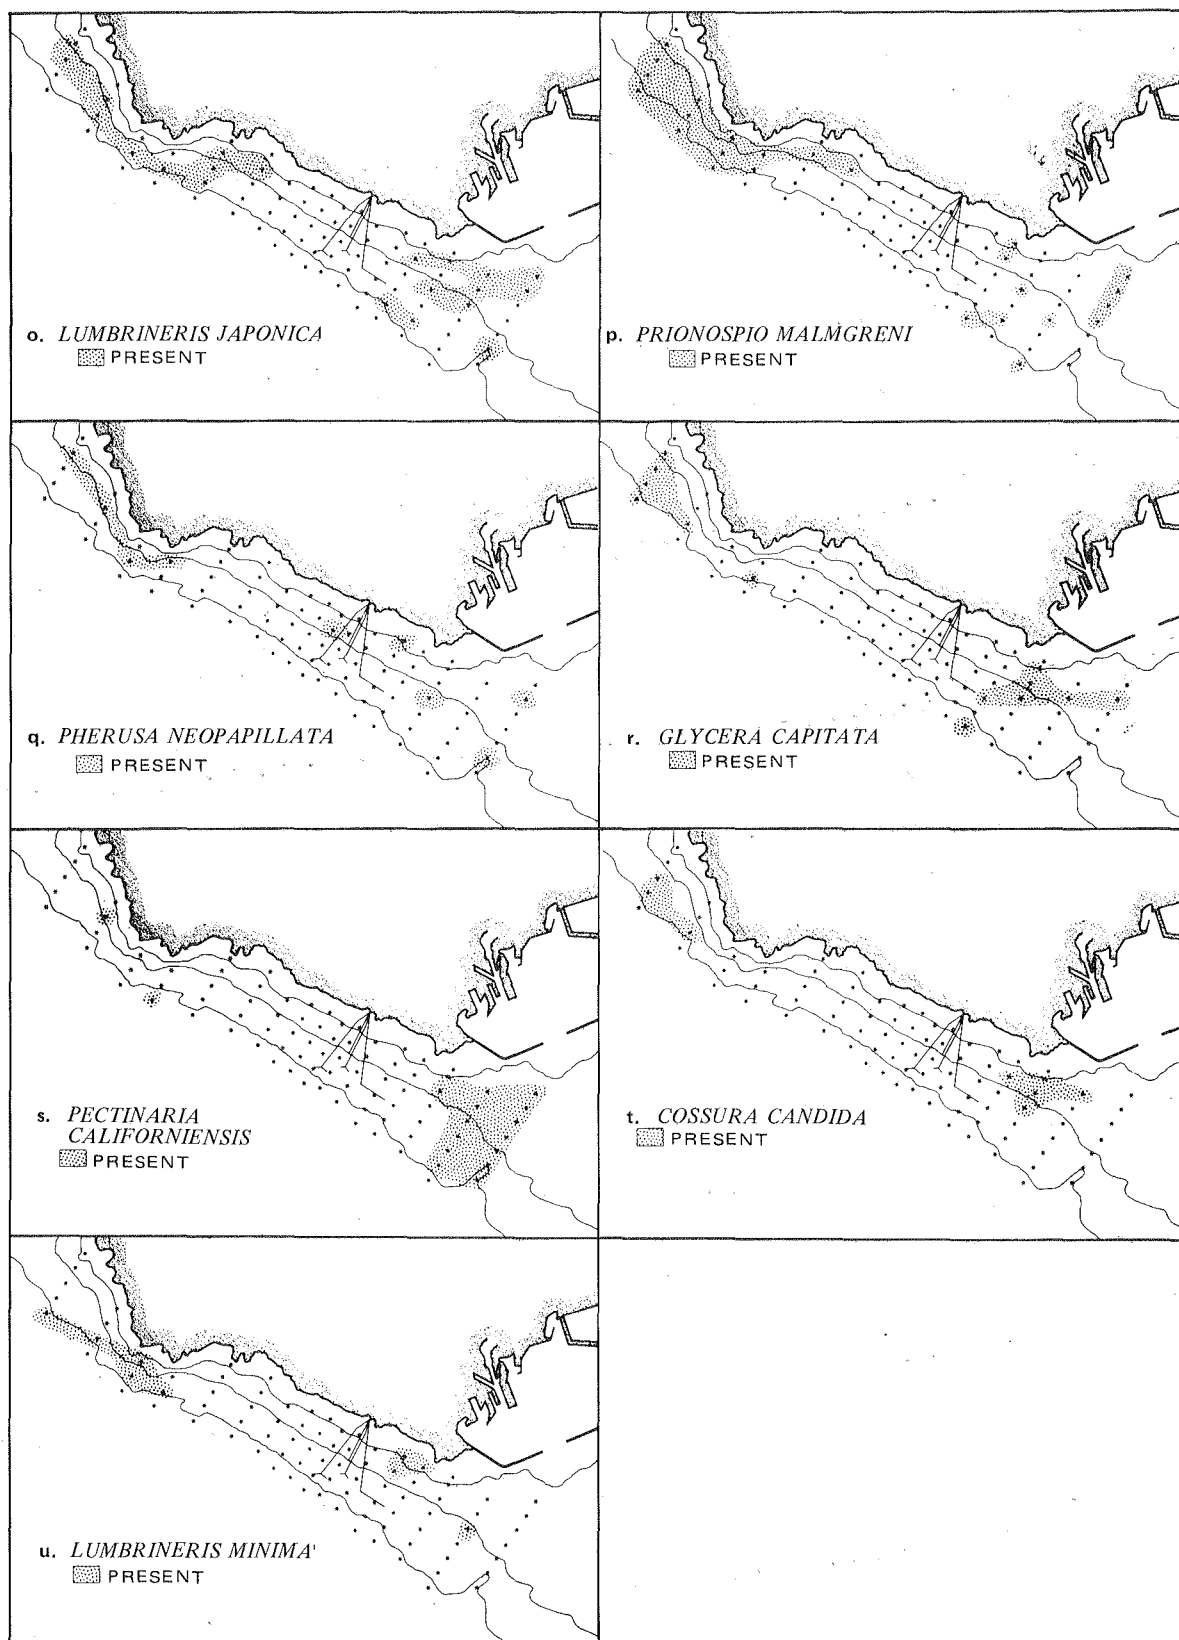 o. LUMBRINERIS JAPONICA
PRESENT
p. PRIONOSPIO MALMGRENI
PRESENT
q. PHERUSA NEOPAPILLATA
PRESENT
r. GLYCERA CAPITATA
PRESENT
s. PECTINARIA
CALIFORNIENSIS
PRESENT
t. COSSURA CANDIDA
PRESENT
u. LUMBRINERIS MINIMA
PRESENT